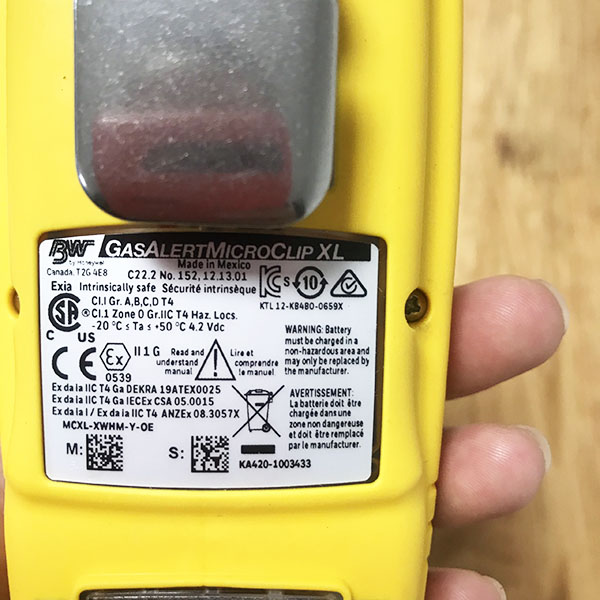 BW GASALERTMICROCLIP XL
by Honeywell Made in Mexico
Canada, T2G 4E8 C22.2 No. 152, 12.13.01
Exia Intrinsically safe Sécurité intrinsèque
KC S 10
KTL 12-KB4BO-0659X
SA ® Cl.I Gr. A,B,C,D T4
Cl.1 Zone 0 Gr.IIC T4 Haz. Locs.
-20 °C ≤ Ta ≤ +50 °C 4.2 Vdc
C US
CE 0539 Ex II 1 G
Read and understand manual
Lire et comprendre le manuel
WARNING: Battery
must be charged in a
non-hazardous area and
may only be replaced by
the manufacturer.
Ex da ia IIC T4 Ga DEKRA 19ATEX0025
Ex da ia IIC T4 Ga IECEx CSA 05.0015
Ex da ia I / Ex da ia IIC T4 ANZEx 08.3057X
MCXL-XWHM-Y-OE
AVERTISSEMENT:
La batterie doit être
chargée dans une
zone non dangereuse
et doit être remplacé
par le manufacturier.
M:
S:
KA420-1003433